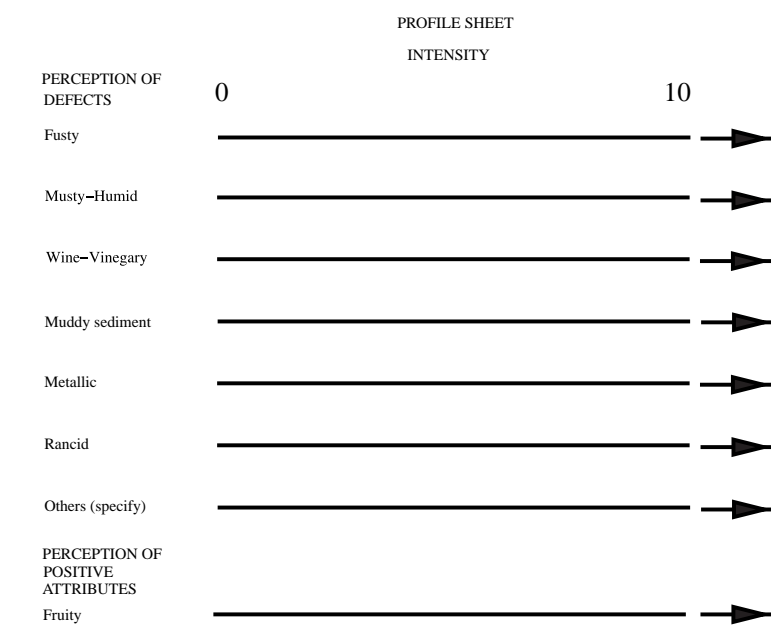 PROFILE SHEET
INTENSITY
PERCEPTION OF
DEFECTS
0 10
Fusty
Musty–Humid
Wine–Vinegary
Muddy sediment
Metallic
Rancid
Others (specify)
PERCEPTION OF
POSITIVE
ATTRIBUTES
Fruity